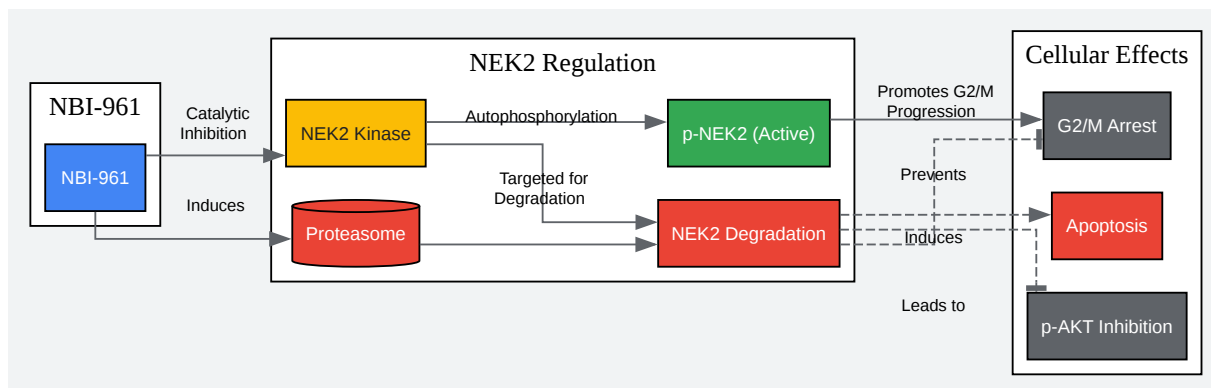 NBI-961
NBI-961
Catalytic
Inhibition
Induces
NEK2 Regulation
NEK2 Kinase
Autophosphorylation
p-NEK2 (Active)
Targeted for
Degradation
Proteasome
NEK2 Degradation
Promotes G2/M
Progression
Prevents
Induces
Leads to
Cellular Effects
G2/M Arrest
Apoptosis
p-AKT Inhibition